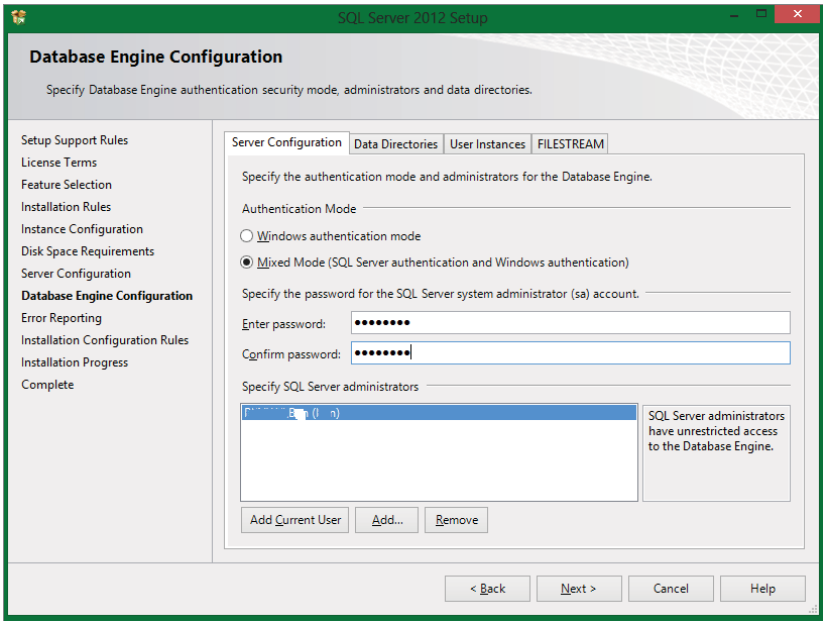 SQL Server 2012 Setup
Database Engine Configuration
Specify Database Engine authentication security mode, administrators and data directories.
Setup Support Rules
License Terms
Feature Selection
Installation Rules
Instance Configuration
Disk Space Requirements
Server Configuration
Database Engine Configuration
Error Reporting
Installation Configuration Rules
Installation Progress
Complete
Server Configuration Data Directories User Instances FILESTREAM
Specify the authentication mode and administrators for the Database Engine.
Authentication Mode
Windows authentication mode
Mixed Mode (SQL Server authentication and Windows authentication)
Specify the password for the SQL Server system administrator (sa) account.
Enter password: ●●●●●●●●
Confirm password: ●●●●●●●●
Specify SQL Server administrators
SQL Server administrators
have unrestricted access
to the Database Engine.
Add Current User Add... Remove
< Back Next > Cancel Help